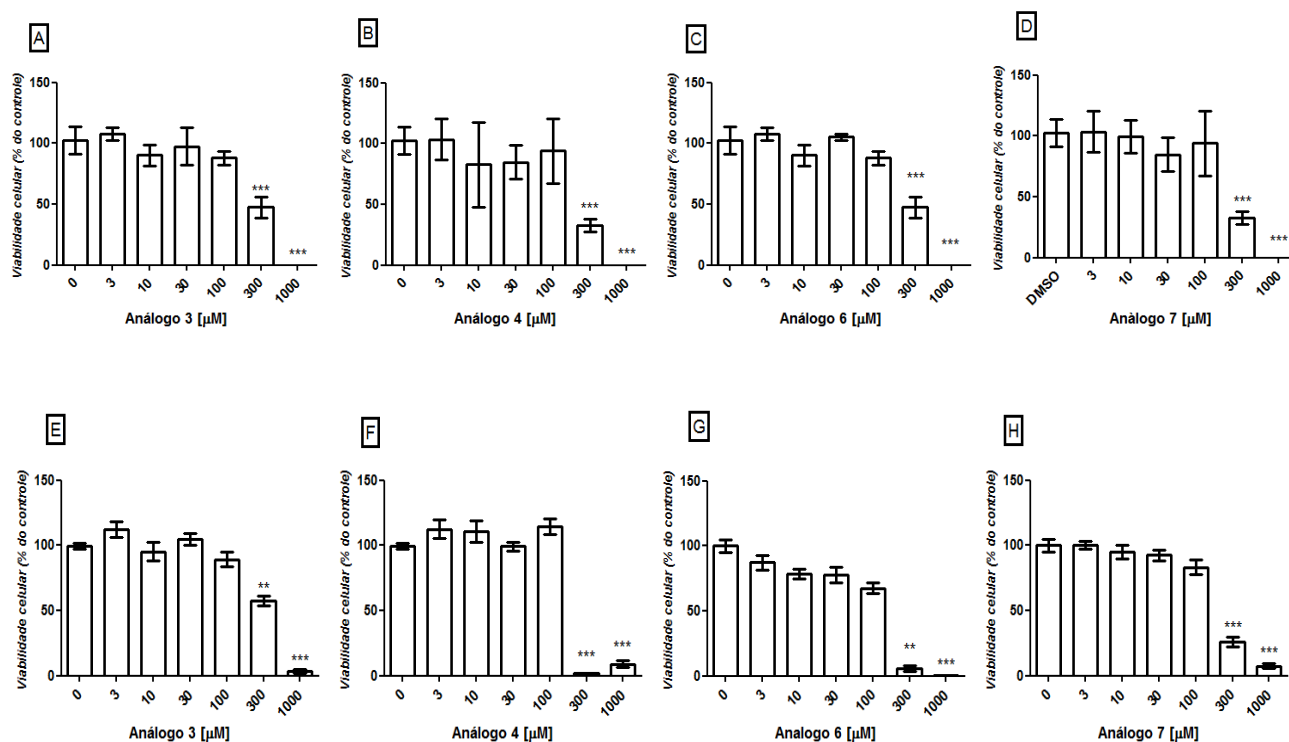 A
Viabilidade celular (% do controle)
150
100
50
0
***
***
0 3 10 30 100 300 1000
Análogo 3 [µM]
B
Viabilidade celular (% do controle)
150
100
50
0
***
***
0 3 10 30 100 300 1000
Análogo 4 [µM]
C
Viabilidade celular (% do controle)
150
100
50
0
***
***
0 3 10 30 100 300 1000
Análogo 6 [µM]
D
Viabilidade celular (% do controle)
150
100
50
0
***
***
DMSO 3 10 30 100 300 1000
Anàlogo 7 [µM]
E
Viabilidade celular (% do controle)
150
100
50
0
**
***
0 3 10 30 100 300 1000
Análogo 3 [µM]
F
Viabilidade celular (% do controle)
150
100
50
0
***
***
0 3 10 30 100 300 1000
Análogo 4 [µM]
G
Viabilidade celular (% do controle)
150
100
50
0
**
***
0 3 10 30 100 300 1000
Analogo 6 [µM]
H
Viabilidade celular (% do controle)
150
100
50
0
***
***
0 3 10 30 100 300 1000
Análogo 7 [µM]